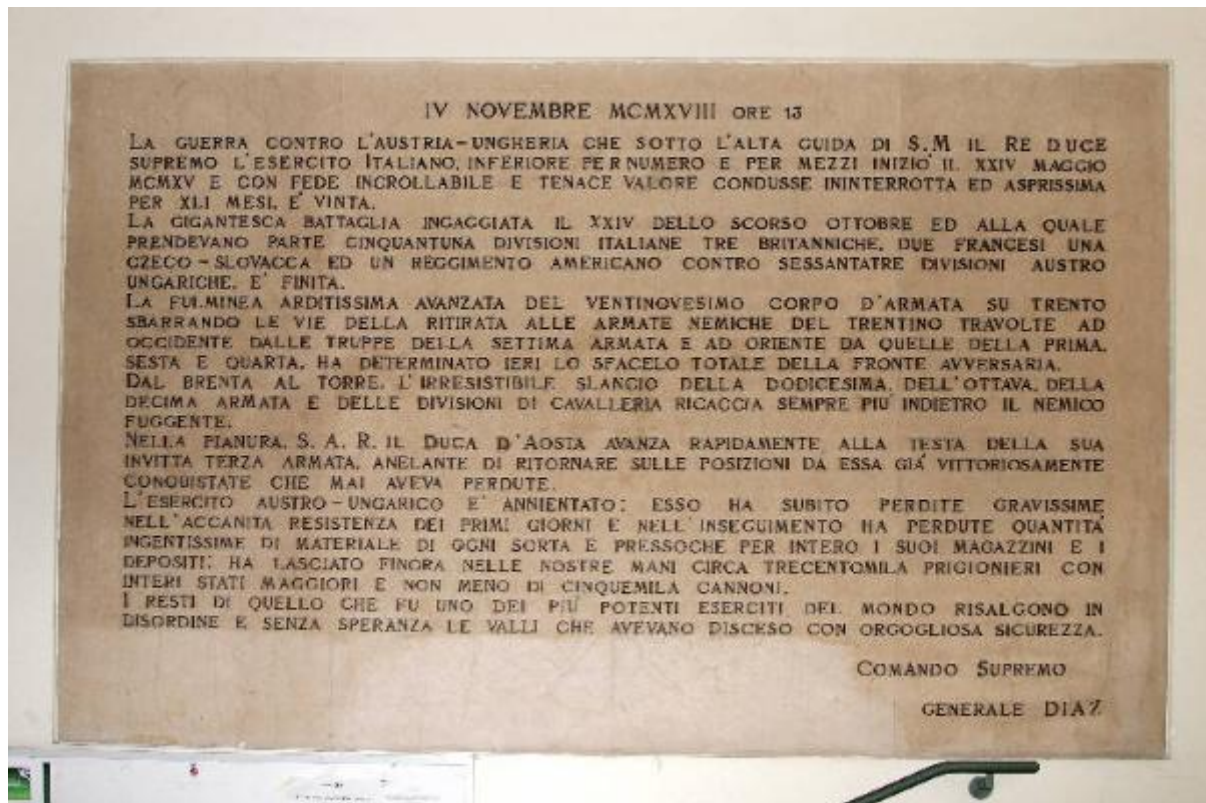 IV NOVEMBRE MCMXVIII ORE 13
LA GUERRA CONTRO L'AUSTRIA-UNGHERIA CHE SOTTO L'ALTA GUIDA DI S.M IL RE DUCE
SUPREMO L'ESERCITO ITALIANO, INFERIORE PER NUMERO E PER MEZZI INIZIO' IL XXIV MAGGIO
MCMXV E CON FEDE INCROLLABILE E TENACE VALORE CONDUSSE ININTERROTTA ED ASPRISSIMA
PER XLI MESI, E' VINTA.
LA GIGANTESCA BATTAGLIA INGAGGIATA IL XXIV DELLO SCORSO OTTOBRE ED ALLA QUALE
PRENDEVANO PARTE CINQUANTUNA DIVISIONI ITALIANE TRE BRITANNICHE, DUE FRANCESI UNA
CZECO-SLOVACCA ED UN REGGIMENTO AMERICANO CONTRO SESSANTATRE DIVISIONI AUSTRO
UNGARICHE, E' FINITA.
LA FULMINEA ARDITISSIMA AVANZATA DEL VENTINOVESIMO CORPO D'ARMATA SU TRENTO
SBARRANDO LE VIE DELLA RITIRATA ALLE ARMATE NEMICHE DEL TRENTINO TRAVOLTE AD
OCCIDENTE DALLE TRUPPE DELLA SETTIMA ARMATA E AD ORIENTE DA QUELLE DELLA PRIMA,
SESTA E QUARTA, HA DETERMINATO IERI LO SFACELO TOTALE DELLA FRONTE AVVERSARIA.
DAL BRENTA AL TORRE, L'IRRESISTIBILE SLANCIO DELLA DODICESIMA, DELL'OTTAVA, DELLA
DECIMA ARMATA E DELLE DIVISIONI DI CAVALLERIA RICACCIA SEMPRE PIU' INDIETRO IL NEMICO
FUGGENTE.
NELLA PIANURA, S. A. R. IL DUCA D'AOSTA AVANZA RAPIDAMENTE ALLA TESTA DELLA SUA
INVITTA TERZA ARMATA, ANELANTE DI RITORNARE SULLE POSIZIONI DA ESSA GIA' VITTORIOSAMENTE
CONQUISTATE CHE MAI AVEVA PERDUTE.
L'ESERCITO AUSTRO-UNGARICO E' ANNIENTATO: ESSO HA SUBITO PERDITE GRAVISSIME
NELL'ACCANITA RESISTENZA DEI PRIMI GIORNI E NELL'INSEGUIMENTO HA PERDUTE QUANTITA'
INGENTISSIME DI MATERIALE DI OGNI SORTA E PRESSOCHE PER INTERO I SUOI MAGAZZINI E I
DEPOSITI: HA LASCIATO FINORA NELLE NOSTRE MANI CIRCA TRECENTOMILA PRIGIONIERI CON
INTERI STATI MAGGIORI E NON MENO DI CINQUEMILA CANNONI.
I RESTI DI QUELLO CHE FU UNO DEI PIU' POTENTI ESERCITI DEL MONDO RISALGONO IN
DISORDINE E SENZA SPERANZA LE VALLI CHE AVEVANO DISCESO CON ORGOGLIOSA SICUREZZA.
COMANDO SUPREMO
GENERALE DIAZ